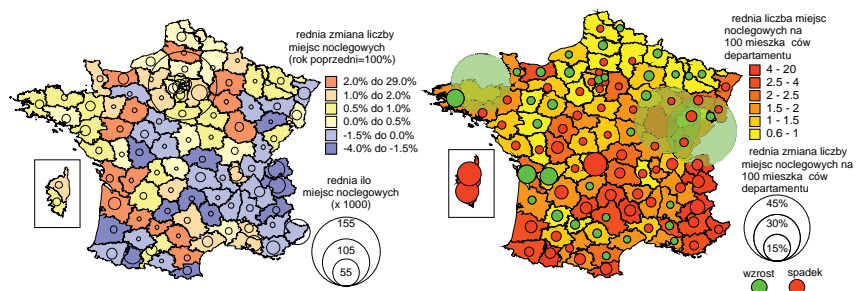 rednia zmiana liczby
miejsc noclegowych
(rok poprzedni=100%)
2.0% do 29.0%
1.0% do 2.0%
0.5% do 1.0%
0.0% do 0.5%
-1.5% do 0.0%
-4.0% do -1.5%
rednia ilo
miejsc noclegowych
(x 1000)
155
105
55
rednia liczba miejsc
noclegowych na
100 mieszka ców
departamentu
4 - 20
2.5 - 4
2 - 2.5
1.5 - 2
1 - 1.5
0.6 - 1
rednia zmiana liczby
miejsc noclegowych na
100 mieszka ców
departamentu
45%
30%
15%
wzrost spadek